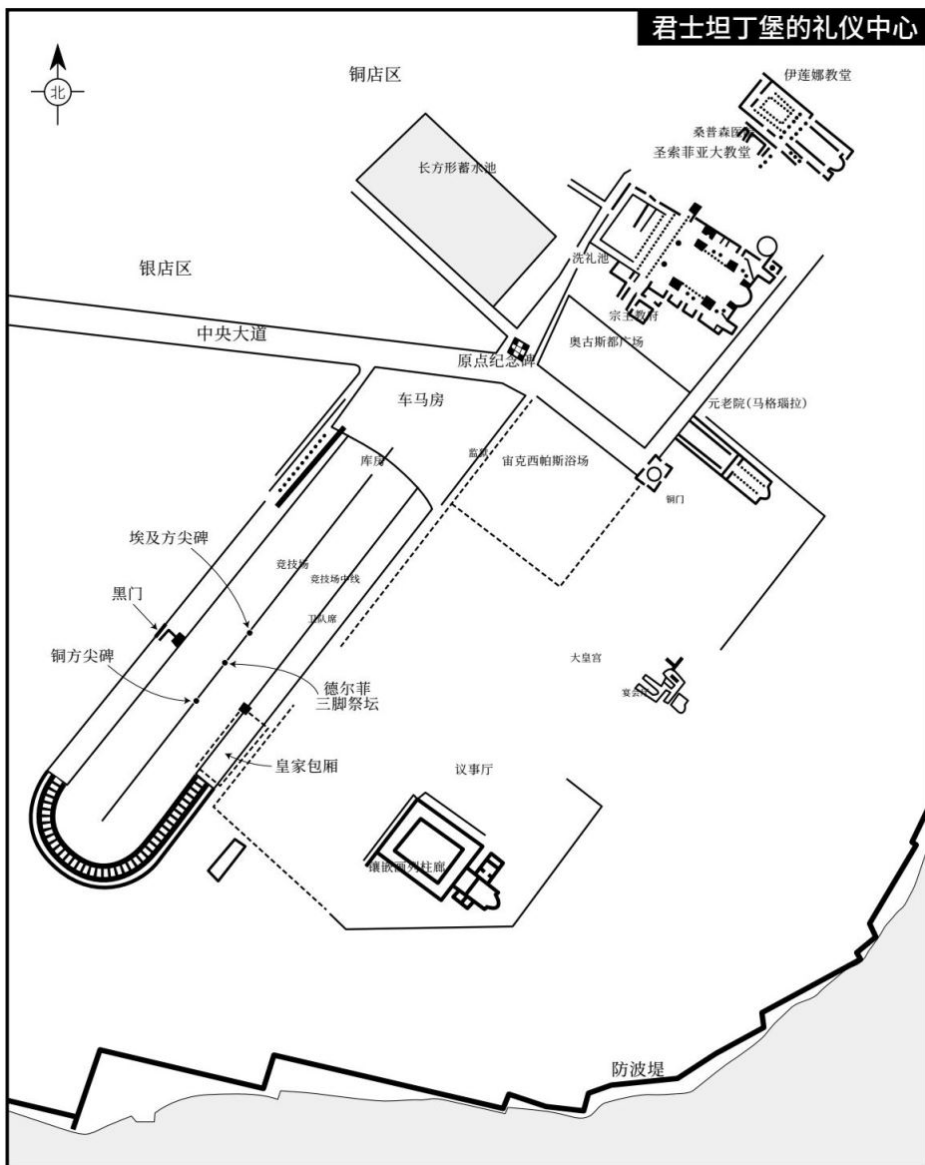 君士坦丁堡的礼仪中心
北
铜店区
伊莲娜教堂
桑普森医
圣索菲亚大教堂
长方形蓄水池
洗礼池
银店区
宗主教府
中央大道
奥古斯都广场
原点纪念碑
车马房
元老院(马格瑙拉)
库房
监狱
宙克西帕斯浴场
铜门
埃及方尖碑
竞技场
竞技场中线
黑门
卫队席
铜方尖碑
大皇宫
德尔菲
三脚祭坛
宴会厅
皇家包厢
议事厅
镶嵌画列柱廊
防波堤